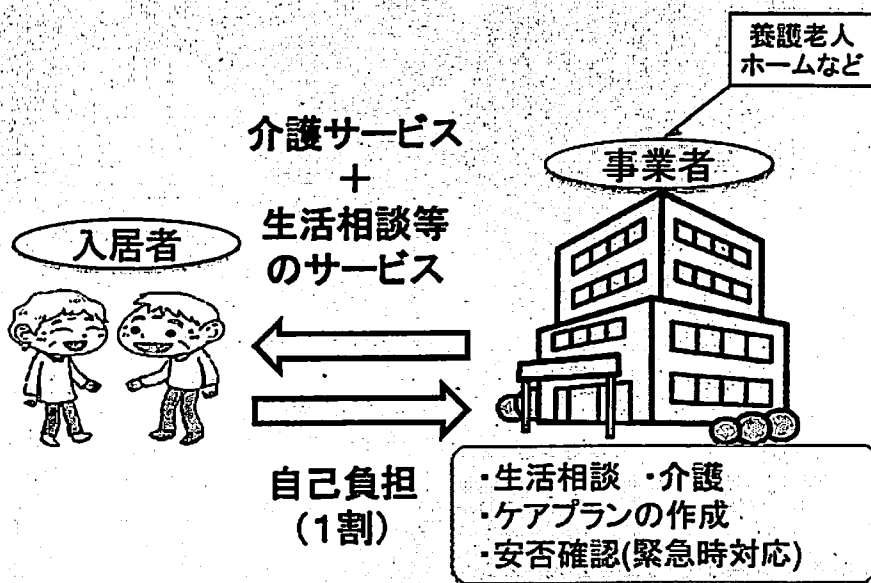 養護老人
ホームなど
事業者
介護サービス
+
生活相談等
のサービス
入居者
自己負担
(1割)
・生活相談 ・介護
・ケアプランの作成
・安否確認(緊急時対応)